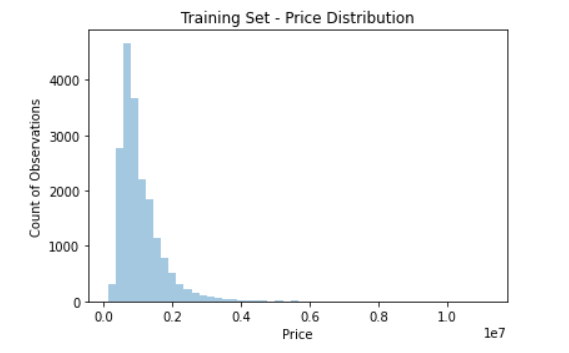 Training Set - Price Distribution
Count of Observations
4000
3000
2000
1000
0
0.0 0.2 0.4 0.6 0.8 1.0
Price
1e7